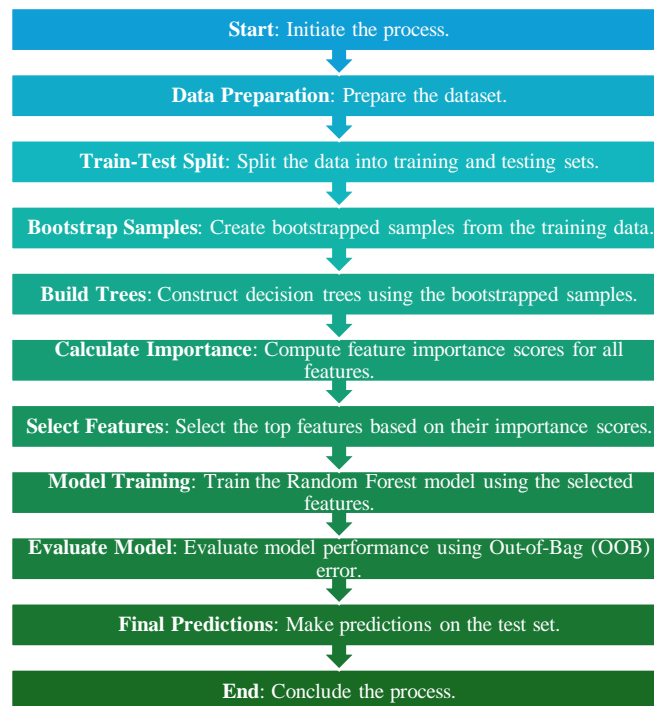 Start: Initiate the process.
Data Preparation: Prepare the dataset.
Train-Test Split: Split the data into training and testing sets.
Bootstrap Samples: Create bootstrapped samples from the training data.
Build Trees: Construct decision trees using the bootstrapped samples.
Calculate Importance: Compute feature importance scores for all
features.
Select Features: Select the top features based on their importance scores.
Model Training: Train the Random Forest model using the selected
features.
Evaluate Model: Evaluate model performance using Out-of-Bag (OOB)
error.
Final Predictions: Make predictions on the test set.
End: Conclude the process.